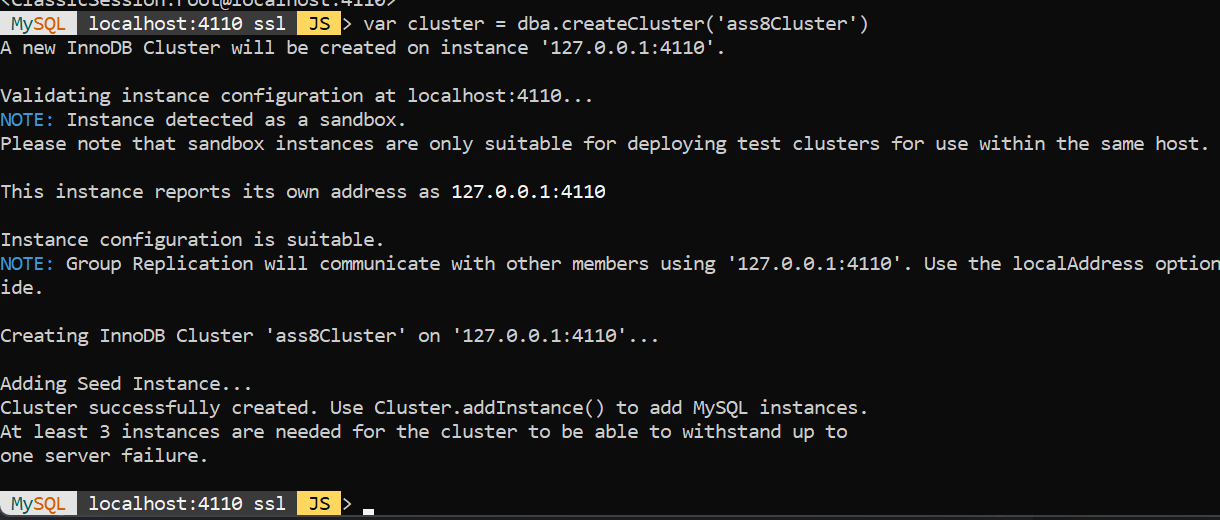 <ClassicSession:root@localhost:4110>
MySQL localhost:4110 ssl JS > var cluster = dba.createCluster('ass8Cluster')
A new InnoDB Cluster will be created on instance '127.0.0.1:4110'.
Validating instance configuration at localhost:4110...
NOTE: Instance detected as a sandbox.
Please note that sandbox instances are only suitable for deploying test clusters for use within the same host.
This instance reports its own address as 127.0.0.1:4110
Instance configuration is suitable.
NOTE: Group Replication will communicate with other members using '127.0.0.1:4110'. Use the localAddress option
ide.
Creating InnoDB Cluster 'ass8Cluster' on '127.0.0.1:4110'...
Adding Seed Instance...
Cluster successfully created. Use Cluster.addInstance() to add MySQL instances.
At least 3 instances are needed for the cluster to be able to withstand up to
one server failure.
MySQL localhost:4110 ssl JS >